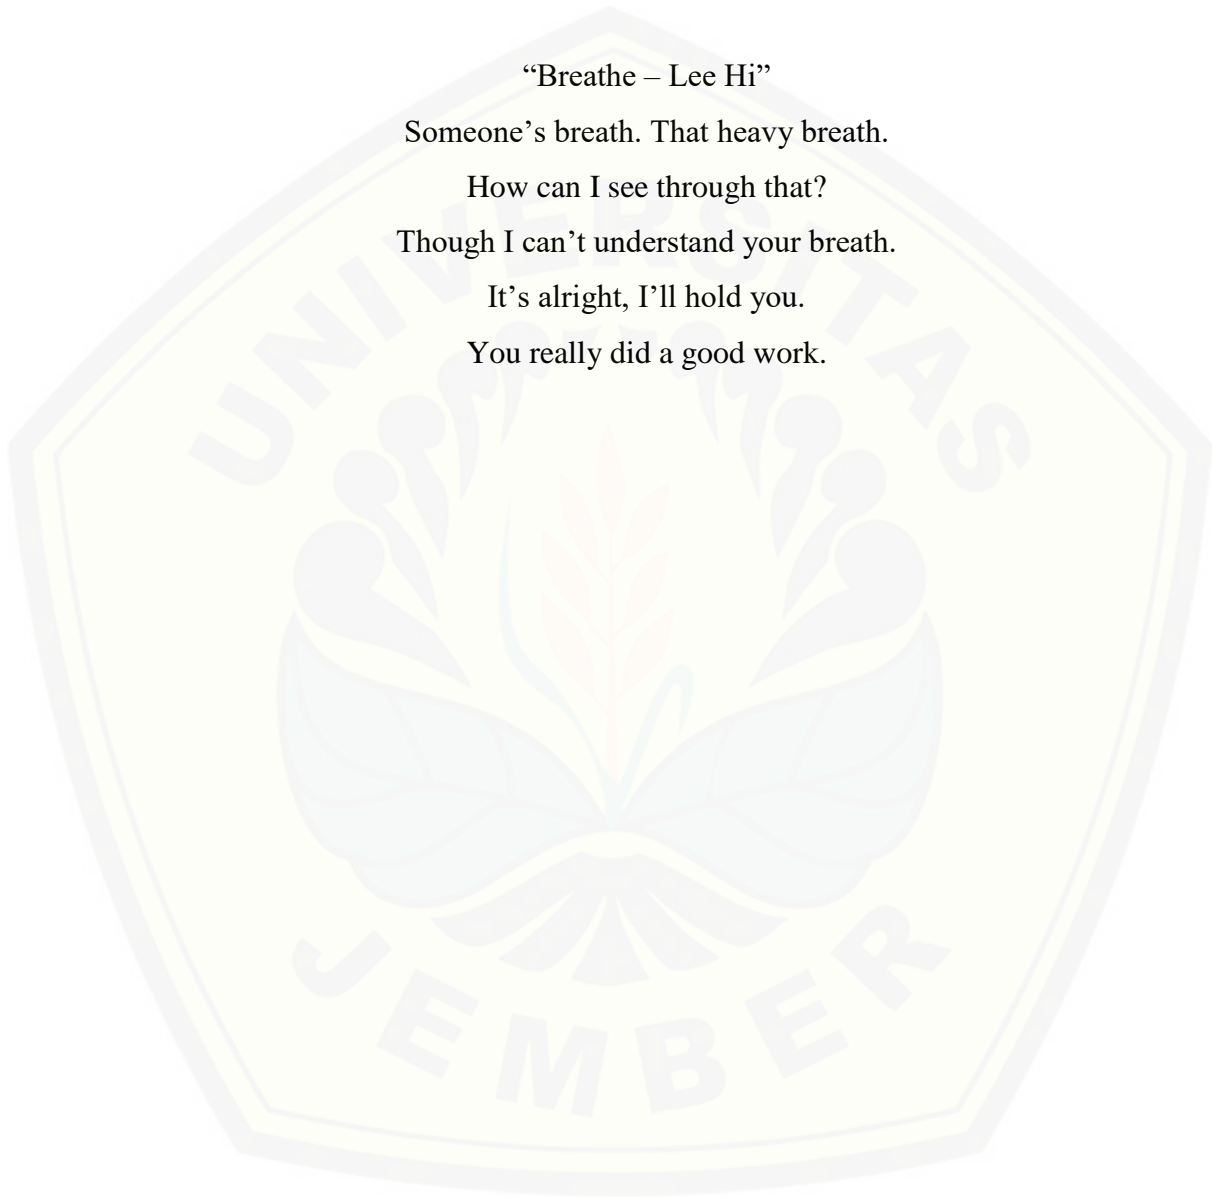 “Breathe – Lee Hi”
Someone’s breath. That heavy breath.
How can I see through that?
Though I can’t understand your breath.
It’s alright, I’ll hold you.
You really did a good work.
UNIVERSITAS
JEMBER